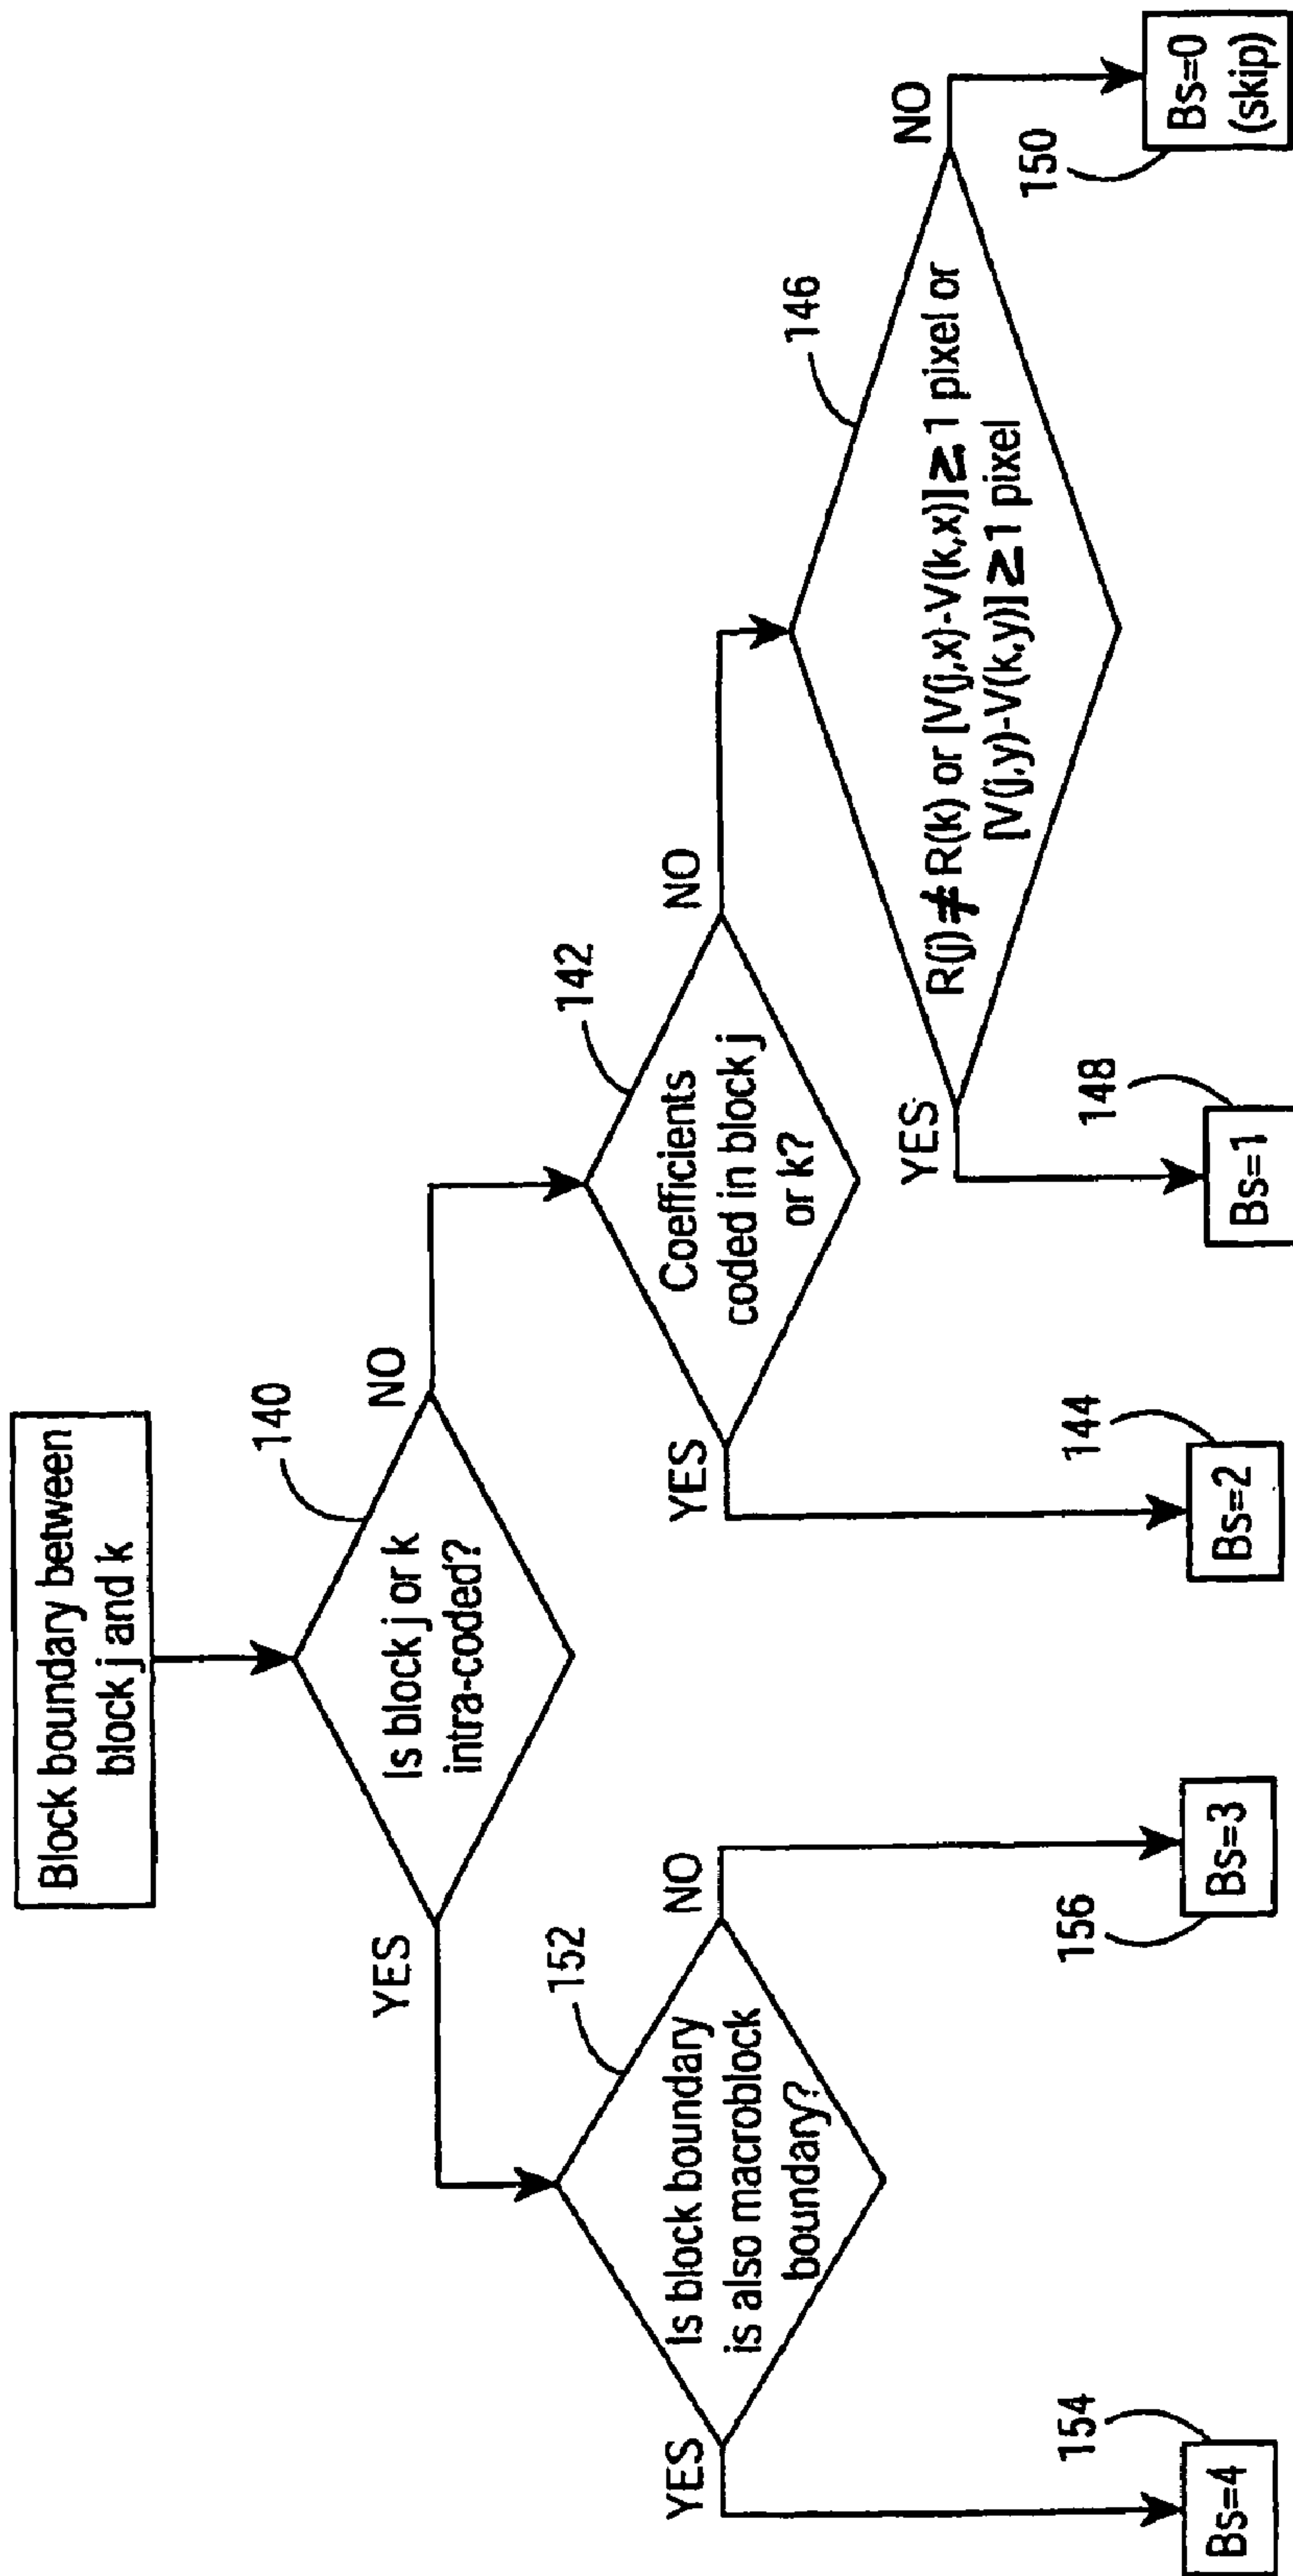 Block boundary between
block j and k
140
Is block j or k
intra-coded?
YES
NO
152
Is block boundary
is also macroblock
boundary?
YES
NO
142
Coefficients
coded in block j
or k?
YES
NO
146
R(j)≠R(k) or [V(j,x)-V(k,x)]≥1 pixel or
[V(j,y)-V(k,y)]≥1 pixel
YES
NO
154
Bs=4
156
Bs=3
144
Bs=2
148
Bs=1
150
Bs=0
(skip)